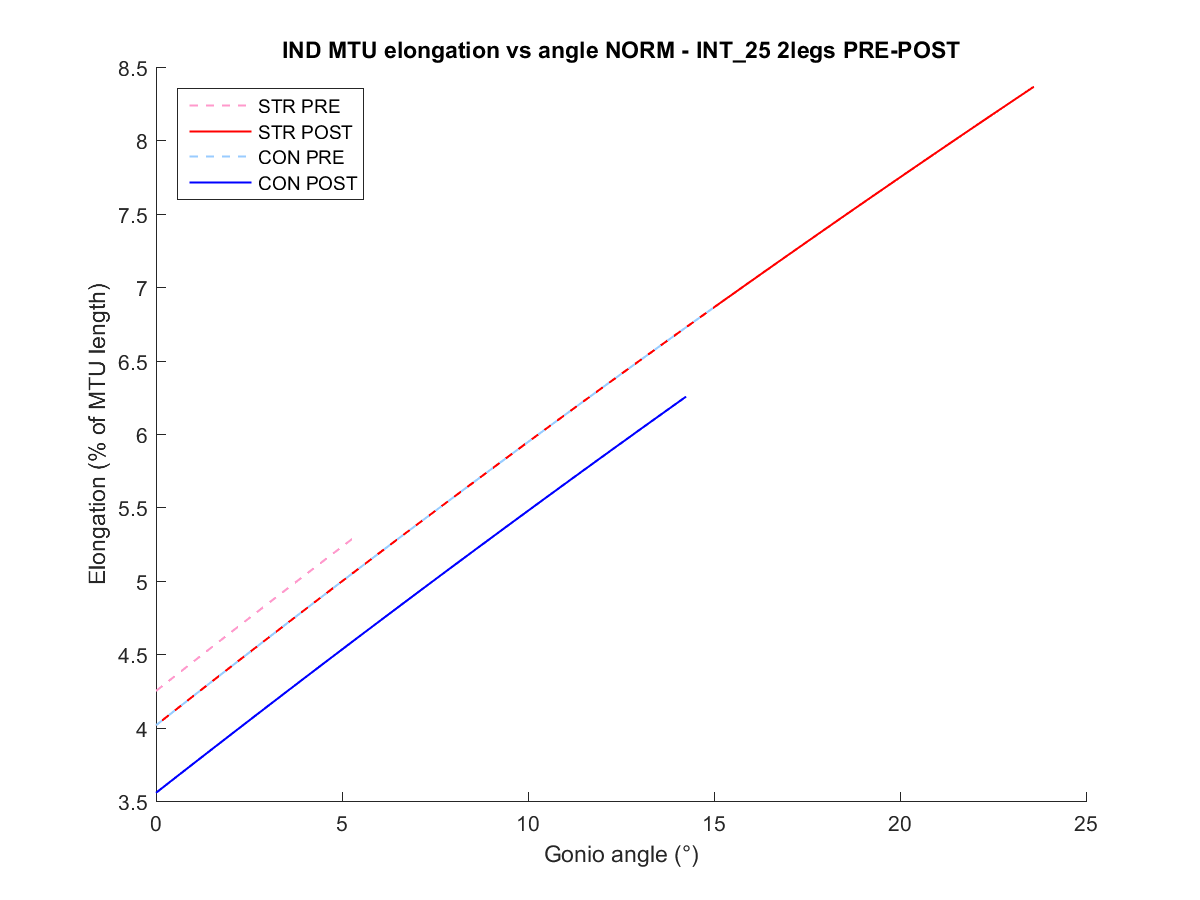 IND MTU elongation vs angle NORM - INT_25 2legs PRE-POST
8.5
8
7.5
7
6.5
6
5.5
5
4.5
4
3.5
STR PRE
STR POST
CON PRE
CON POST
Elongation (% of MTU length)
0 5 10 15 20 25
Gonio angle (°)